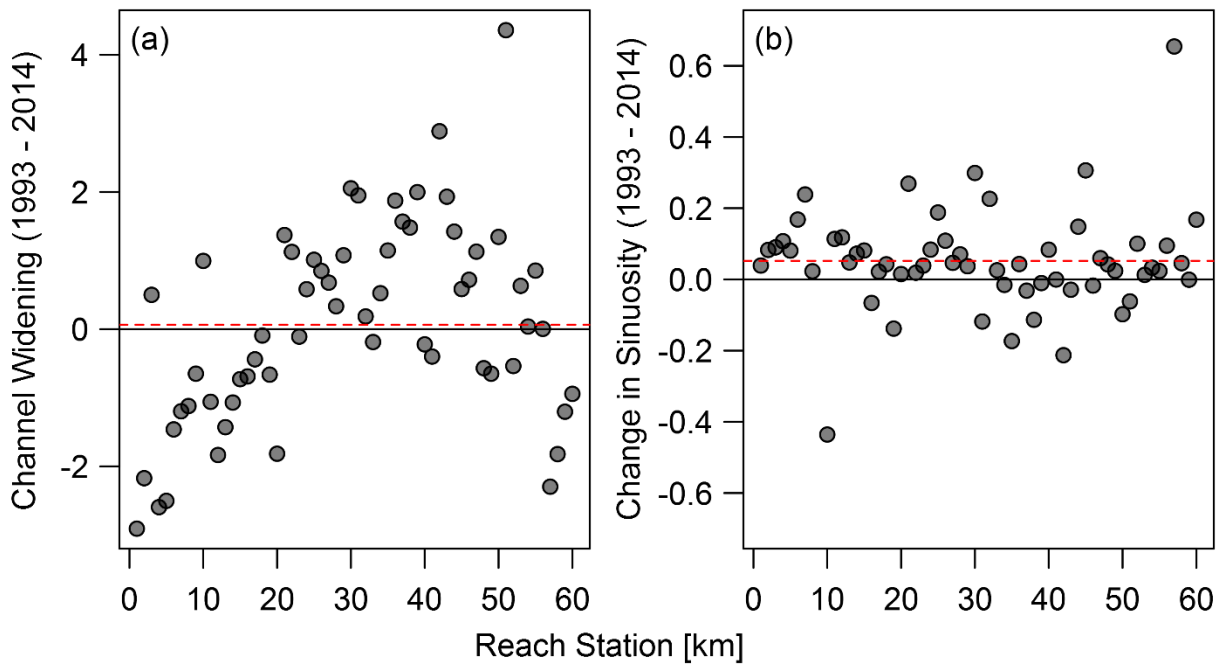 (a)
Channel Widening (1993 - 2014)
4
2
0
-2
0 10 20 30 40 50 60
(b)
Change in Sinuosity (1993 - 2014)
0.6
0.4
0.2
0.0
-0.2
-0.4
-0.6
0 10 20 30 40 50 60
Reach Station [km]